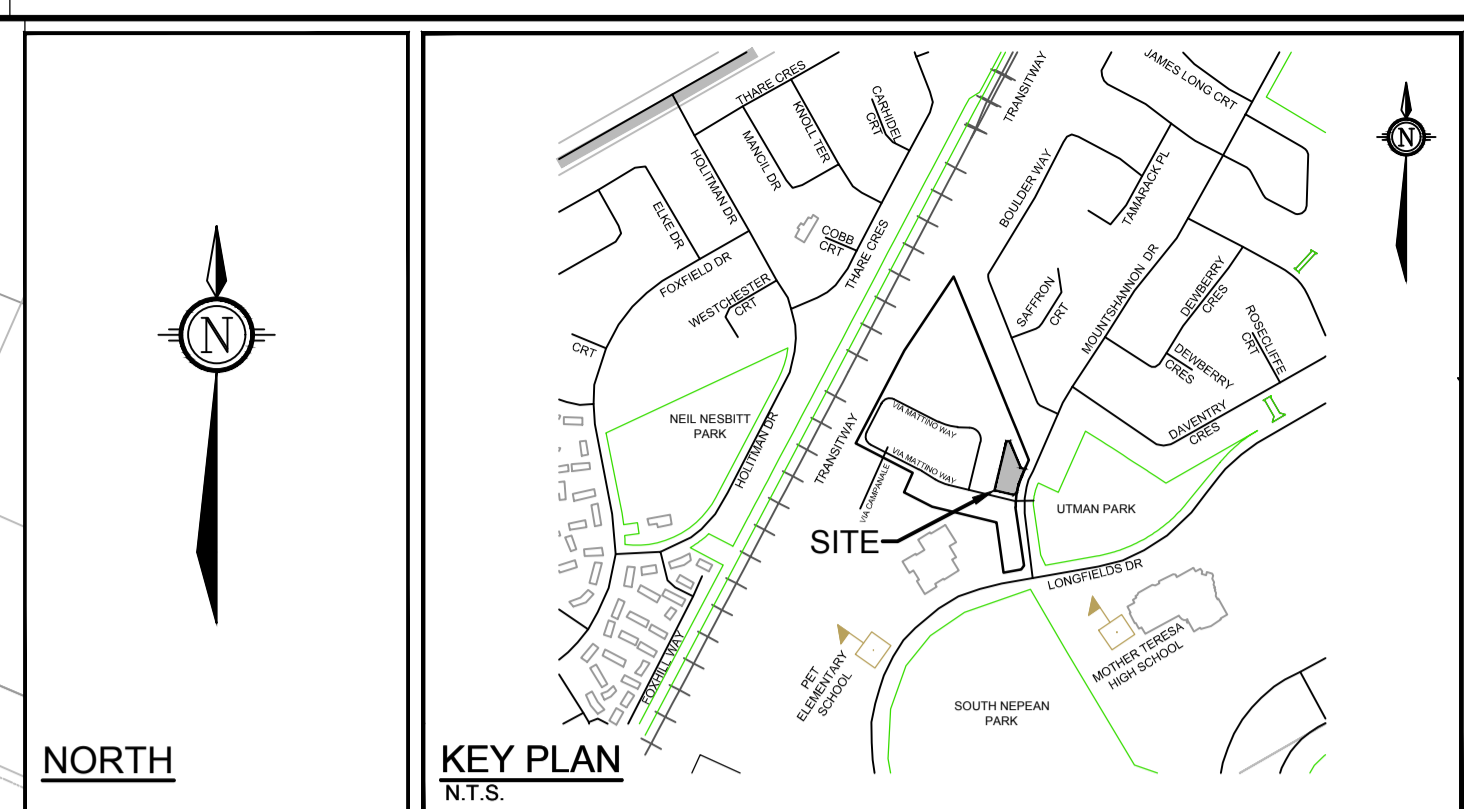 N
NORTH
THARE CRES
KNOLL TER
MANCIL DR
CARHIDEL
CRT
HOLITMAN DR
ELKE DR
FOXFIELD DR
WESTCHESTER
CRT
COBB
CRT
THARE CRES
TRANSITWAY
JAMES LONG CRT
N
BOULDER WAY
TAMARACK PL
SAFFRON
CRT
MOUNTSHANNON DR
DEWBERRY
CRES
ROSECLIFFE
CRT
DEWBERRY
CRES
DAVENTRY
CRES
CRT
NEIL NESBITT
PARK
HOLITMAN DR
TRANSITWAY
VIA MATTINO WAY
VIA MATTINO WAY
VIA CAMPANALE
SITE
UTMAN PARK
LONGFIELDS DR
FOXHILL WAY
PET
ELEMENTARY
SCHOOL
MOTHER TERESA
HIGH SCHOOL
SOUTH NEPEAN
PARK
KEY PLAN
N.T.S.